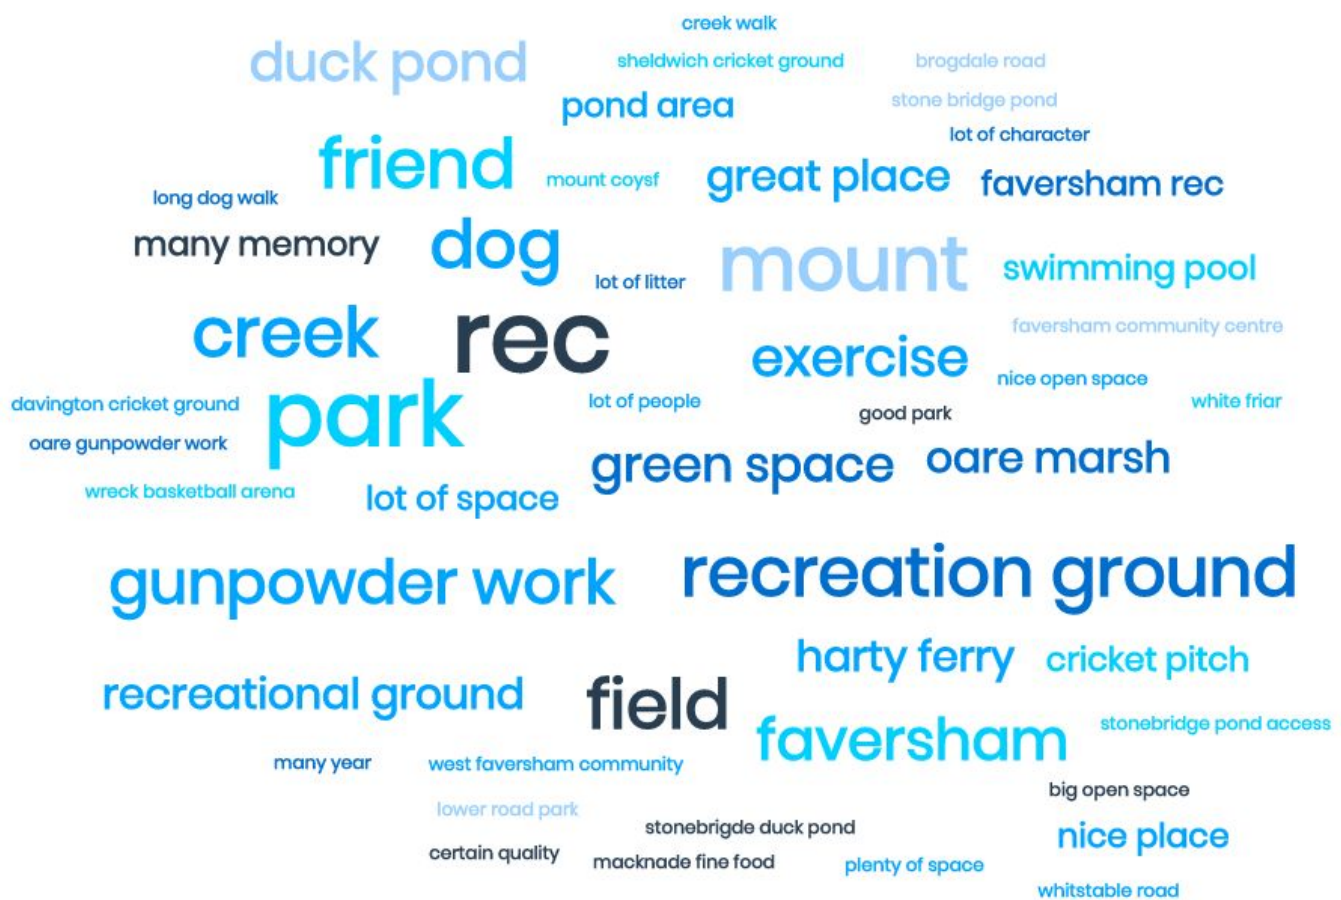 creek walk
duck pond
sheldwich cricket ground
brogdale road
pond area
stone bridge pond
lot of character
friend
mount coysf
great place
faversham rec
long dog walk
many memory
dog
lot of litter
mount
swimming pool
creek
rec
exercise
faversham community centre
nice open space
davington cricket ground
park
lot of people
good park
white friar
oare gunpowder work
green space
oare marsh
wreck basketball arena
lot of space
gunpowder work
recreation ground
harty ferry
cricket pitch
recreational ground
field
faversham
stonebridge pond access
many year
west faversham community
big open space
lower road park
stonebrigde duck pond
nice place
certain quality
macknade fine food
plenty of space
whitstable road